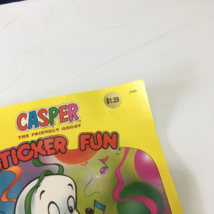 $1.29
CASPER
THE FRIENDLY GHOST
STICKER FUN